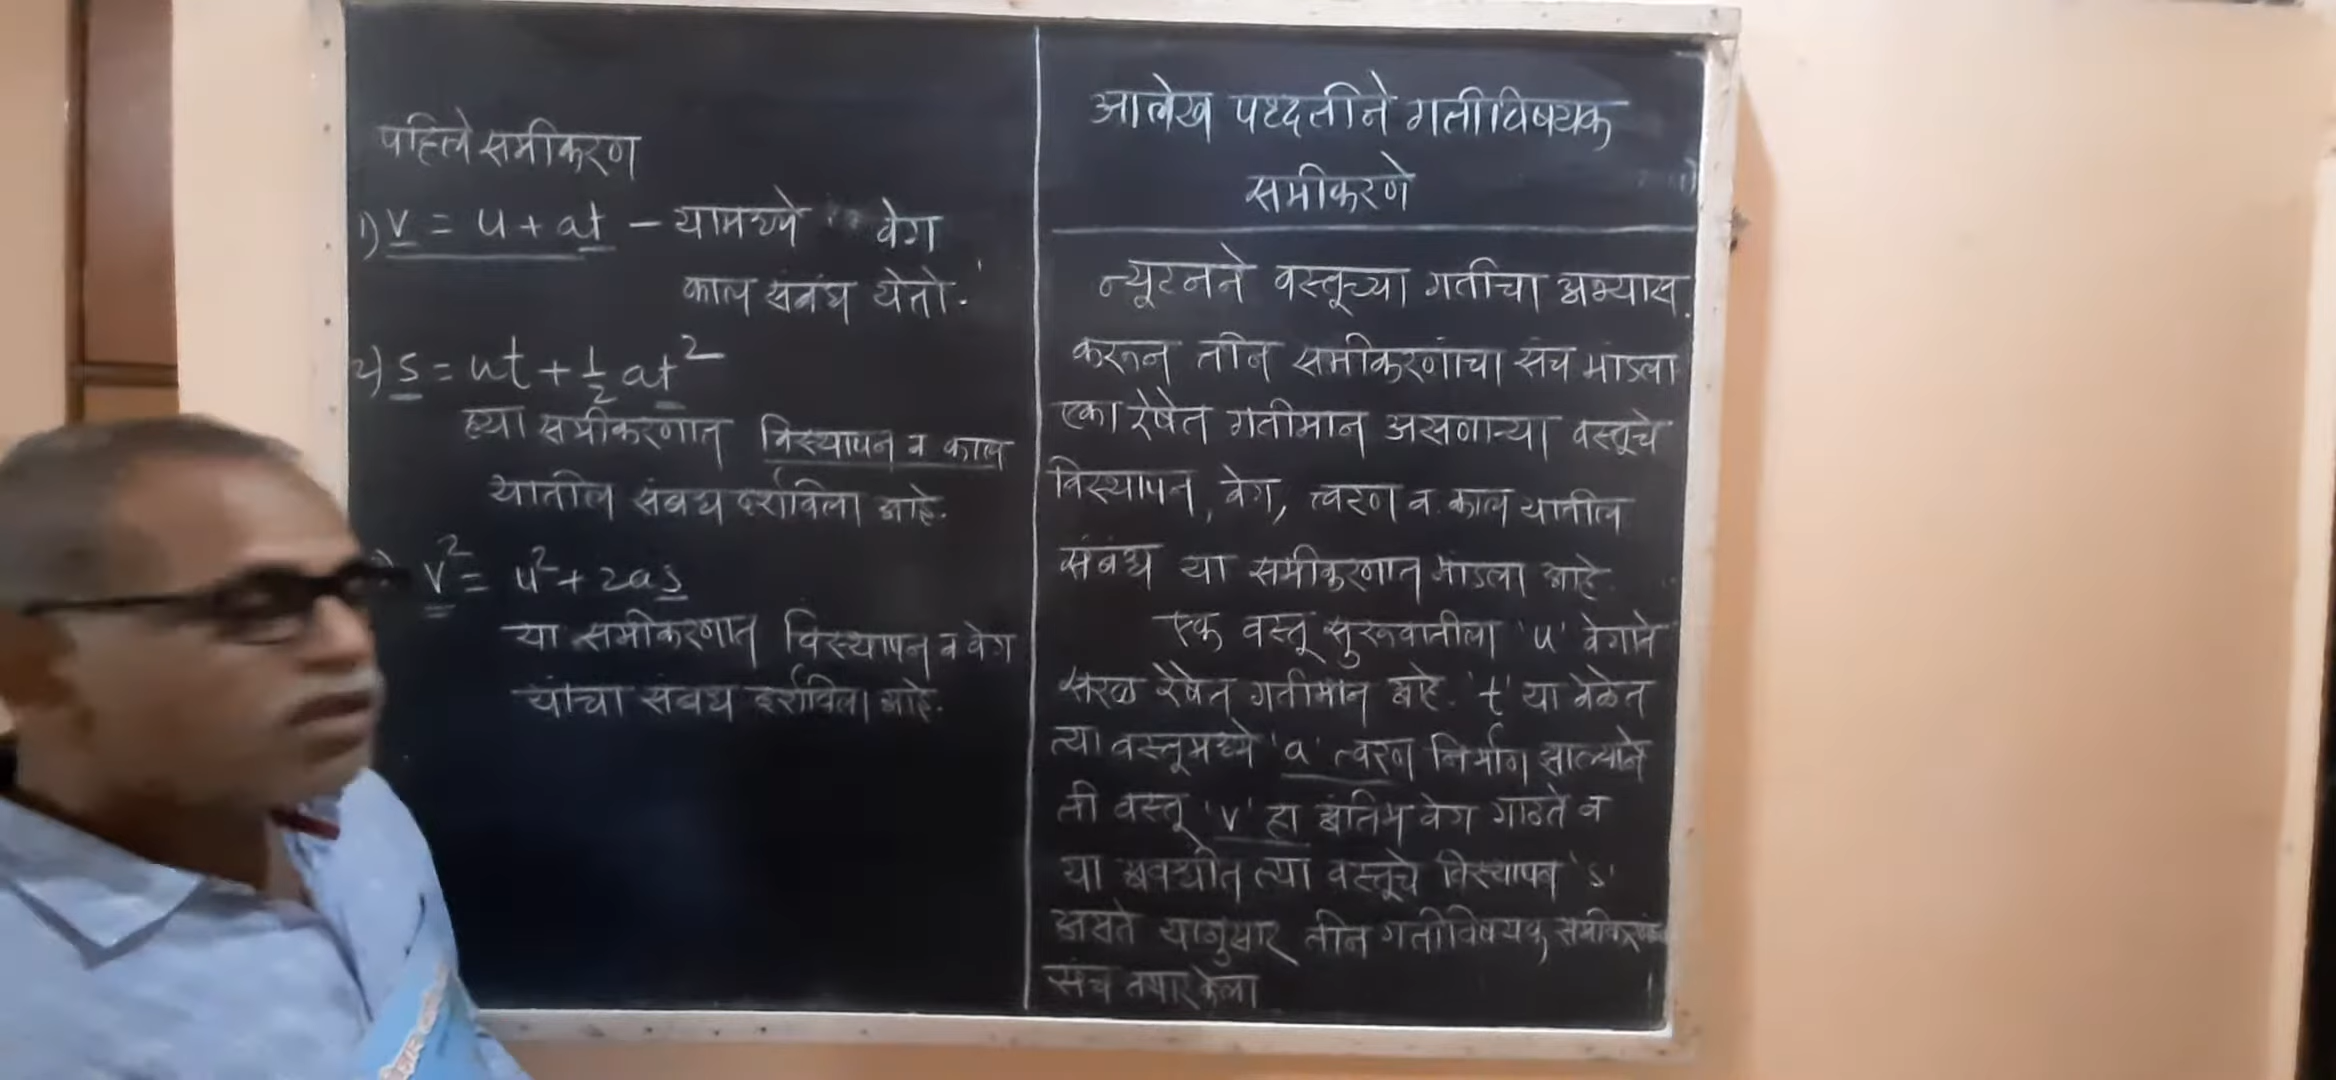 पहिले समीकरण
1) v = u + at – यामध्ये वेग
काल संबंध येतो.
2) s = ut + 1/2 at²
ह्या समीकरणात विस्थापन व काल
यातील संबंध दर्शविला आहे.
v² = u² + 2as
या समीकरणात विस्थापन व वेग
यांचा संबंध दर्शविला आहे.
आलेख पध्दतीने गतीविषयक
समीकरणे
न्यूटनने वस्तूच्या गतीचा अभ्यास
करून तीन समीकरणांचा संच मांडला
एका रेषेत गतीमान असणाऱ्या वस्तूचे
विस्थापन, वेग, त्वरण व काल यातील
संबंध या समीकरणात मांडला आहे.
एक वस्तू सुरूवातीला 'u' वेगाने
सरळ रेषेत गतीमान आहे. 't' या वेळेत
त्या वस्तूमध्ये 'a' त्वरण निर्माण झाल्याने
ती वस्तू 'v' हा अंतिम वेग गाठते व
या अवधीत त्या वस्तूचे विस्थापन 's'
असते यानुसार तीन गतीविषयक
संच तयार केला